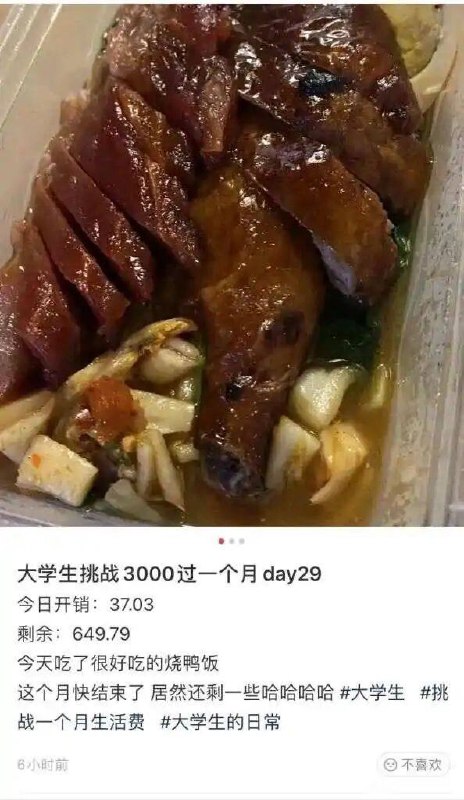 大学生挑战3000过一个月day29
今日开销：37.03
剩余：649.79
今天吃了很好吃的烧鸭饭
这个月快结束了 居然还剩一些哈哈哈哈 #大学生 #挑
战一个月生活费 #大学生的日常
6小时前
不喜欢